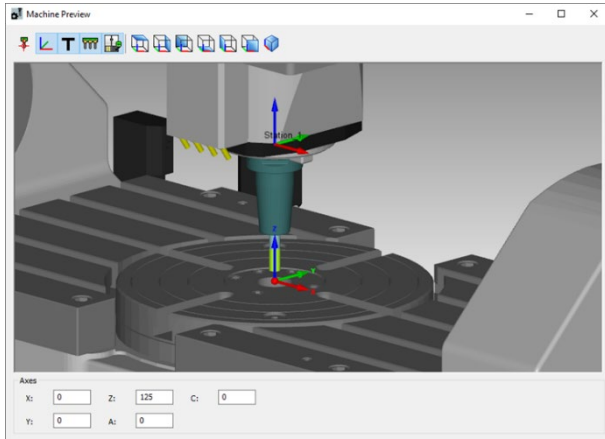 Machine Preview
Station 1
Z
Y
X
Axes
X: 0 Z: 125 C: 0
Y: 0 A: 0